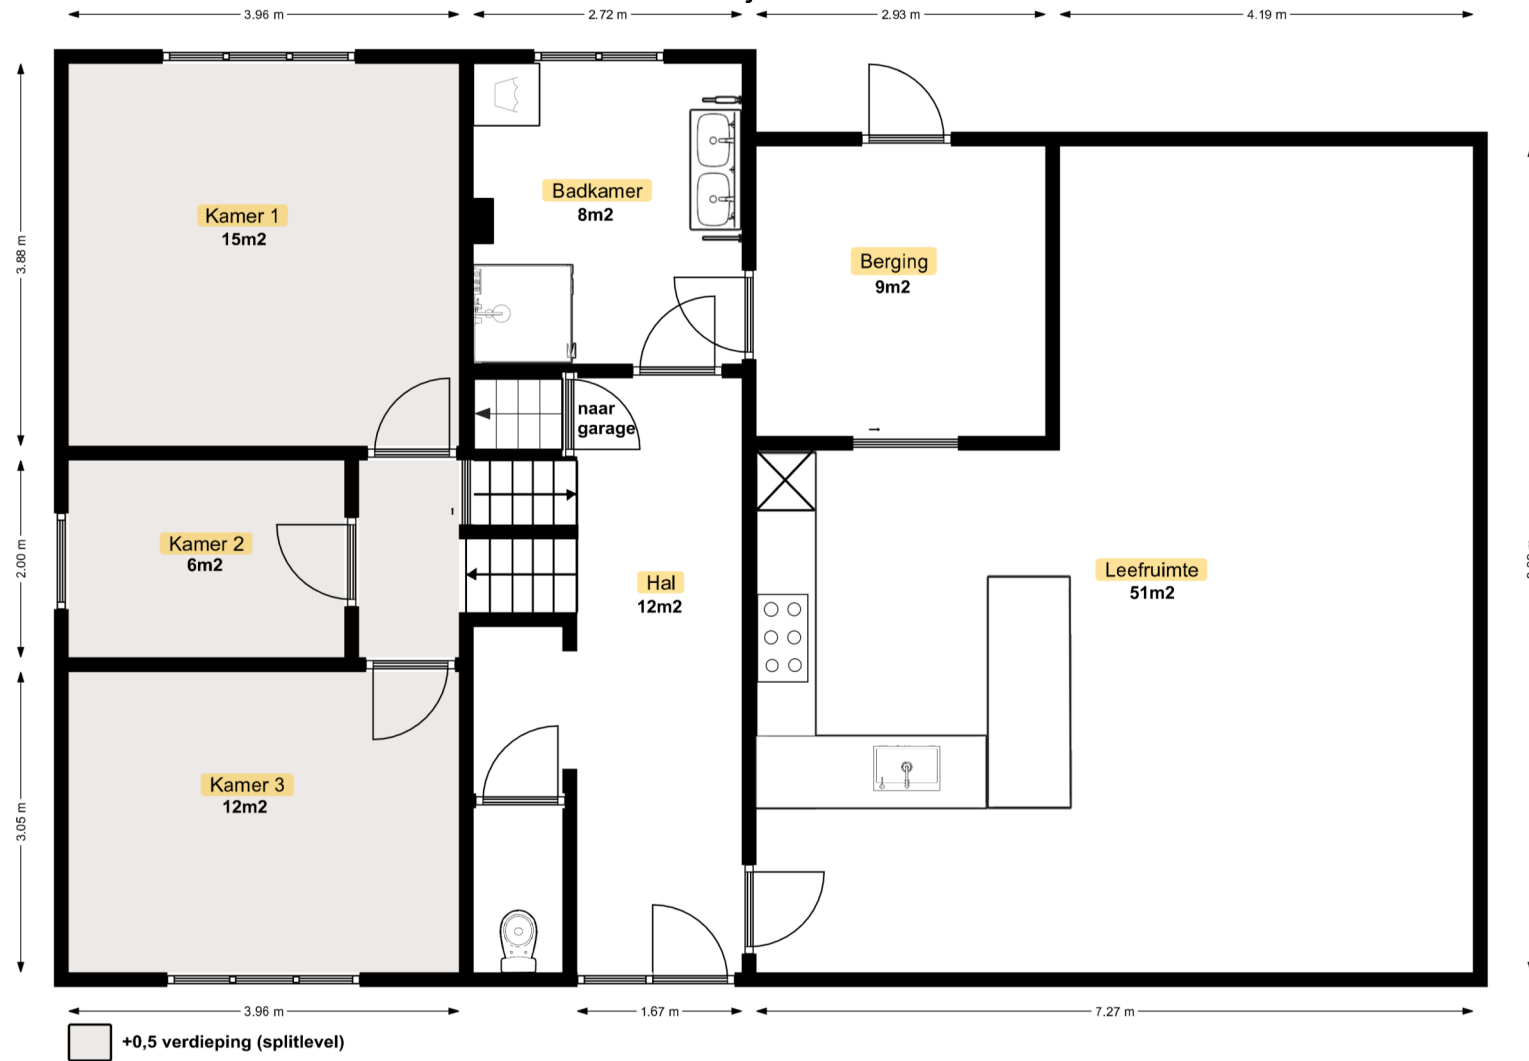 3.96 m
2.72 m
2.93 m
4.19 m
3.88 m
Kamer 1
15m2
Badkamer
8m2
Berging
9m2
naar
garage
2.00 m
Kamer 2
6m2
Hal
12m2
Leefruimte
51m2
3.05 m
Kamer 3
12m2
3.96 m
1.67 m
7.27 m
+0,5 verdieping (splitlevel)